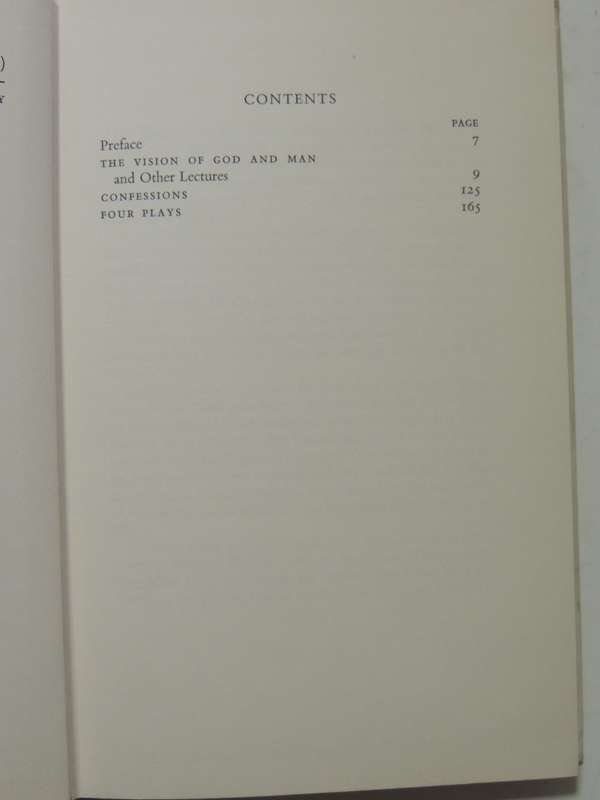 )
Y
CONTENTS
PAGE
Preface 7
THE VISION OF GOD AND MAN
and Other Lectures 9
CONFESSIONS 125
FOUR PLAYS 165